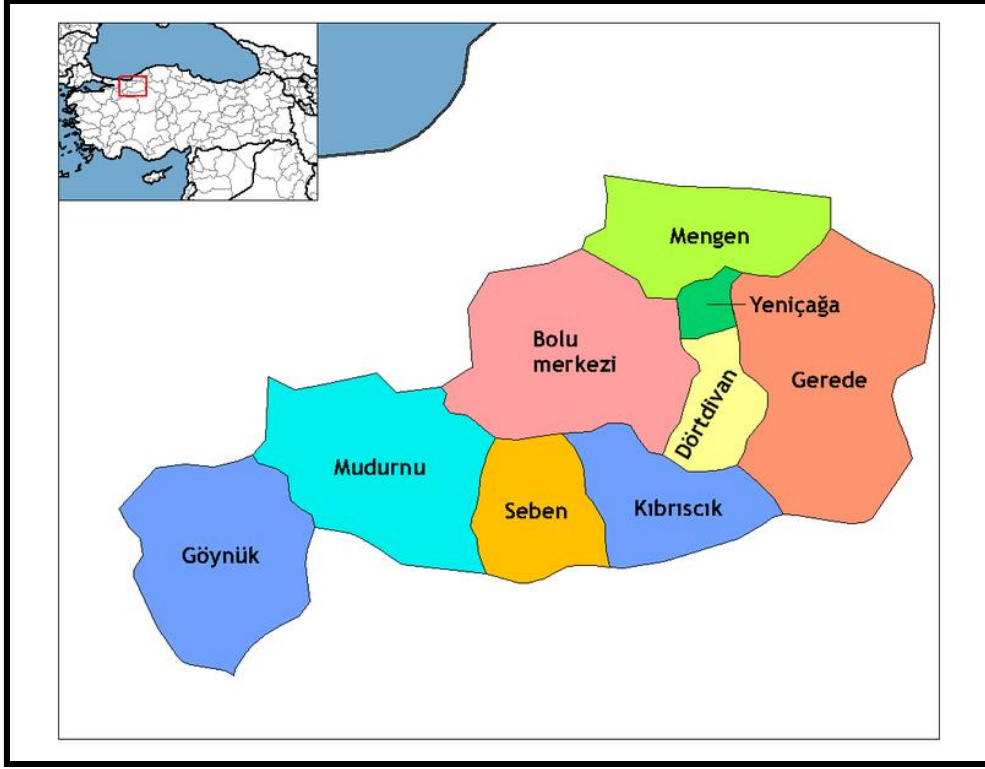 Mengen
Yeniçağa
Bolu
merkezi
Gerede
Dörtdivan
Mudurnu
Seben
Kıbrıscık
Göynük